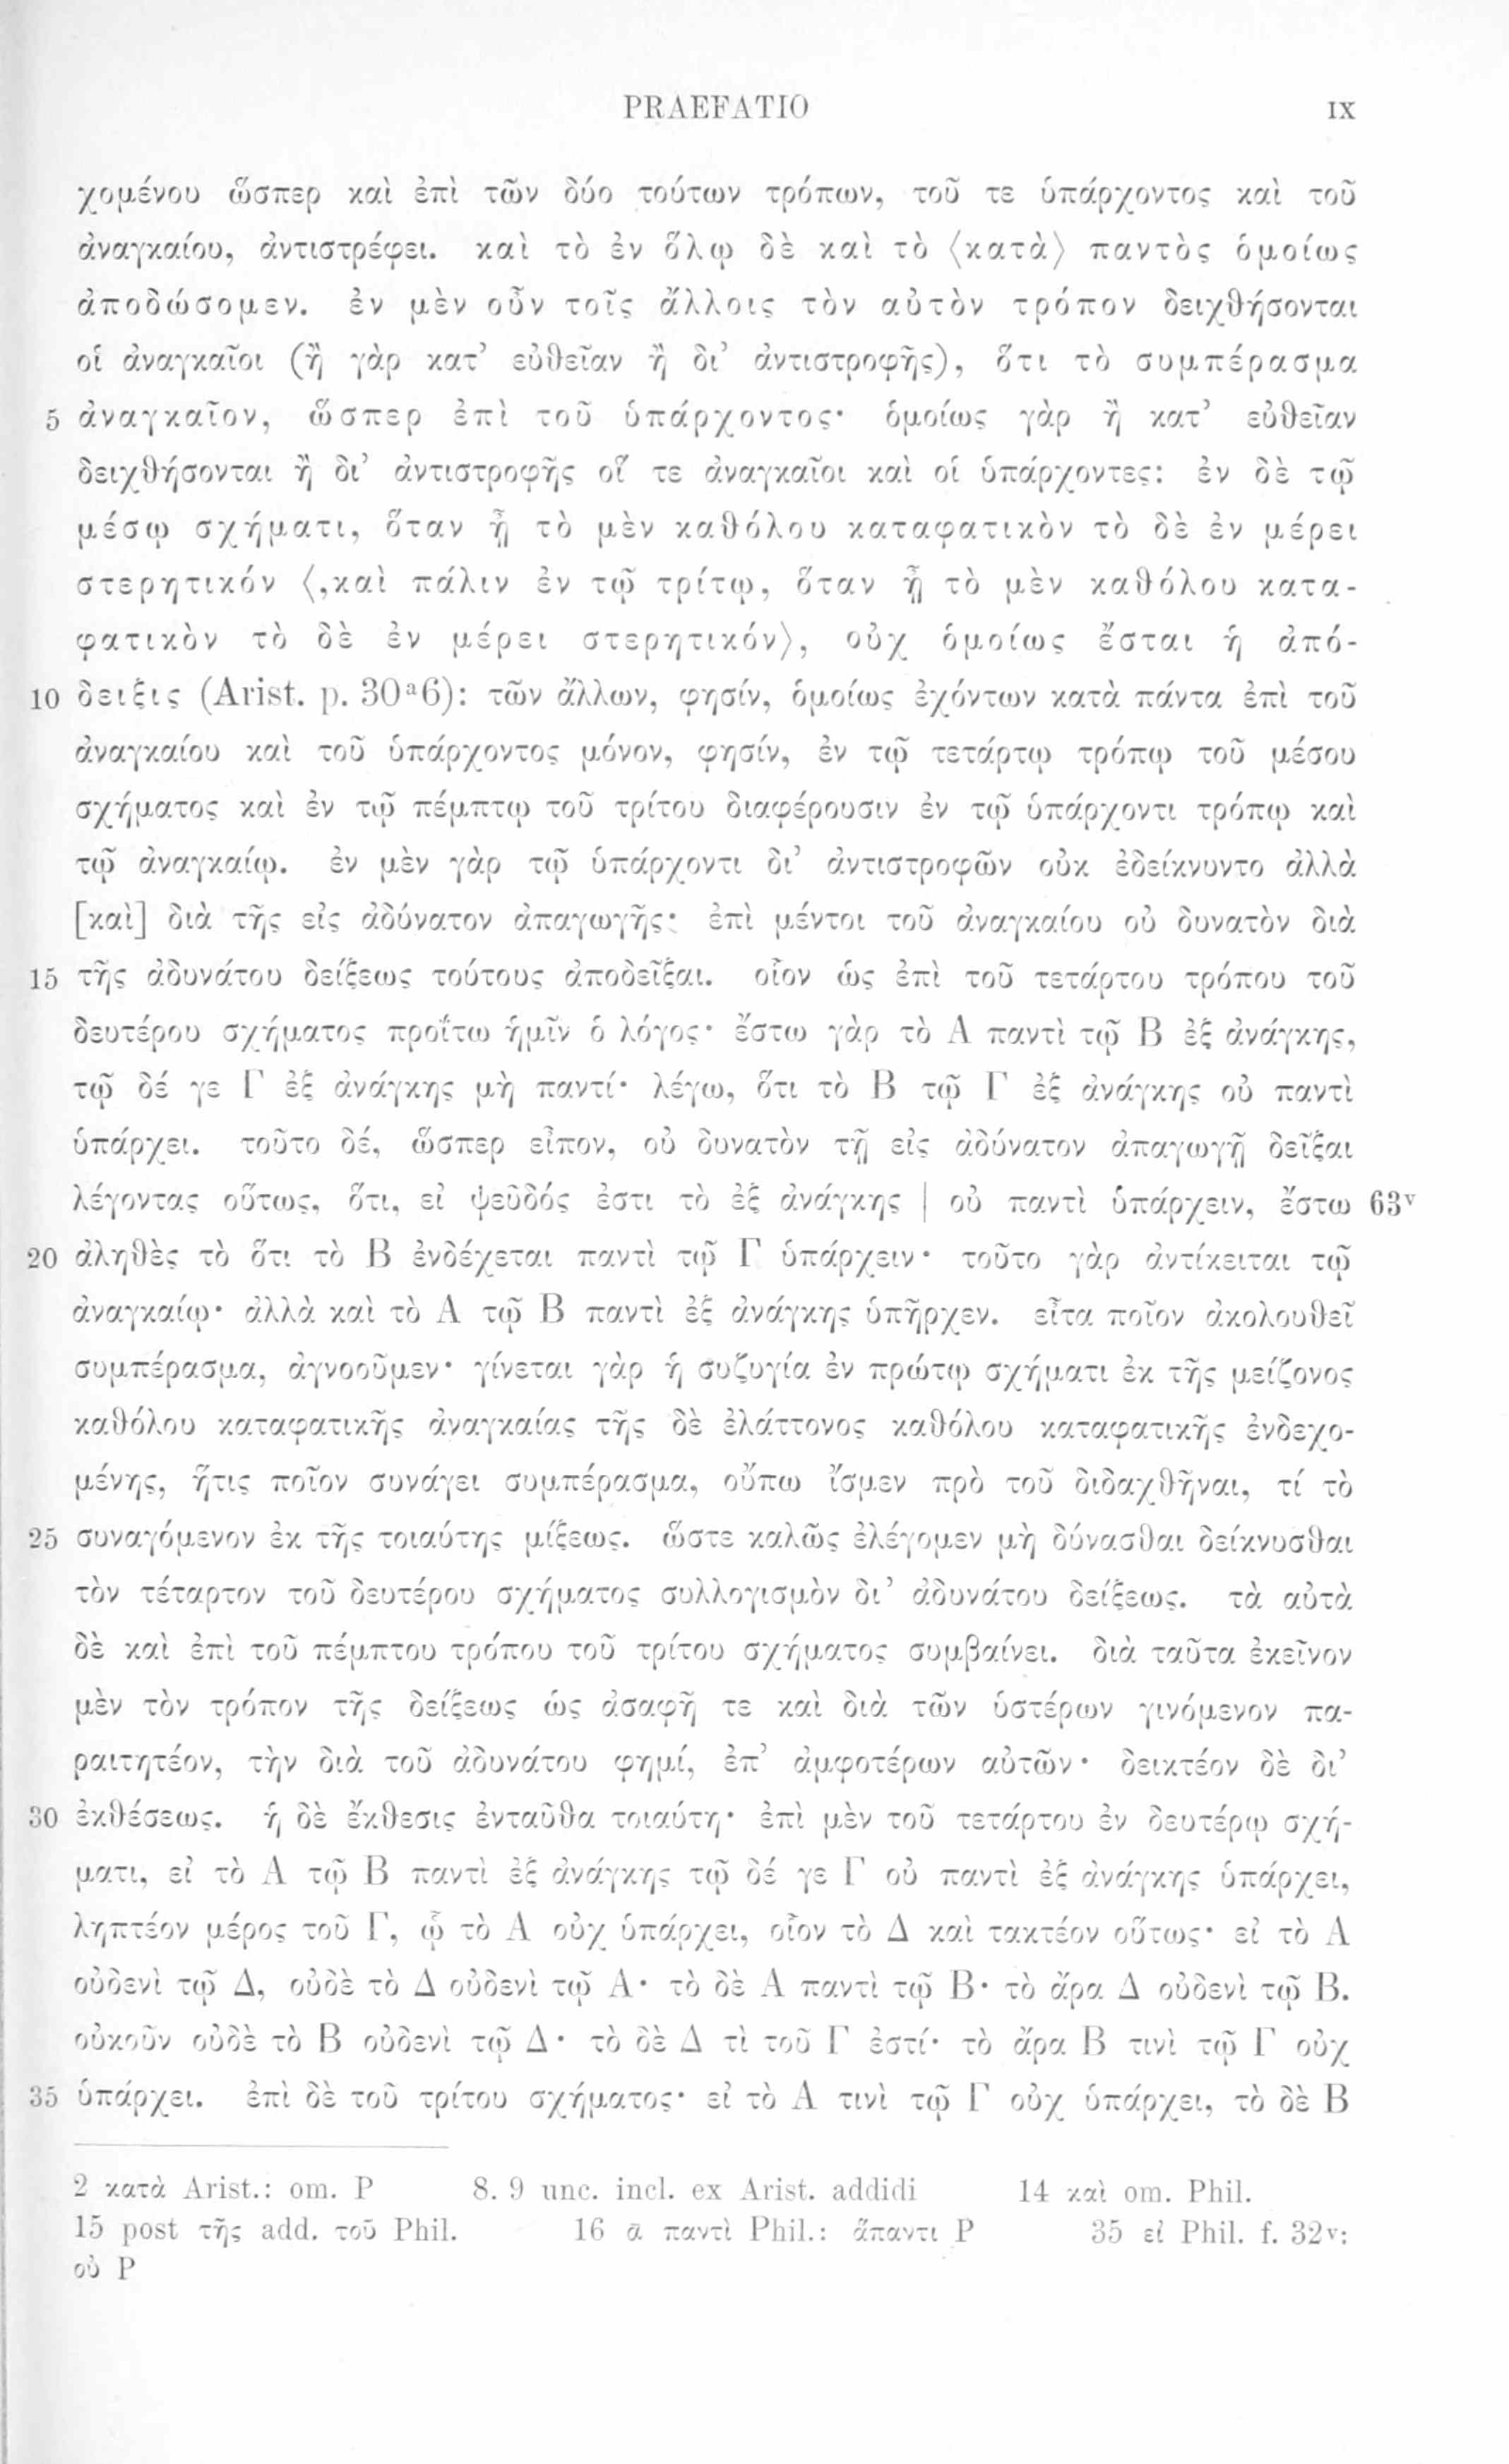 PRAEFATIO IX
χομένου ὥσπερ καὶ ἐπὶ τῶν δύο τούτων τρόπων, τοῦ τε ὑπάρχοντος καὶ τοῦ
ἀναγκαίου, ἀντιστρέφει. καὶ τὸ ἐν ὅλῳ δὲ καὶ τὸ ⟨κατὰ⟩ παντὸς ὁμοίως
ἀποδώσομεν. ἐν μὲν οὖν τοῖς ἄλλοις τὸν αὐτὸν τρόπον δειχθήσονται
οἱ ἀναγκαῖοι (ἢ γὰρ κατ’ εὐθεῖαν ἢ δι’ ἀντιστροφῆς), ὅτι τὸ συμπέρασμα
5 ἀναγκαῖον, ὥσπερ ἐπὶ τοῦ ὑπάρχοντος· ὁμοίως γὰρ ἢ κατ’ εὐθεῖαν
δειχθήσονται ἢ δι’ ἀντιστροφῆς οἵ τε ἀναγκαῖοι καὶ οἱ ὑπάρχοντες: ἐν δὲ τῷ
μέσῳ σχήματι, ὅταν ᾖ τὸ μὲν καθόλου καταφατικὸν τὸ δὲ ἐν μέρει
στερητικόν ⟨,καὶ πάλιν ἐν τῷ τρίτῳ, ὅταν ᾖ τὸ μὲν καθόλου κατα-
φατικὸν τὸ δὲ ἐν μέρει στερητικόν⟩, οὐχ ὁμοίως ἔσται ἡ ἀπό-
10 δειξις (Arist. p. 30ᵃ6): τῶν ἄλλων, φησίν, ὁμοίως ἐχόντων κατὰ πάντα ἐπὶ τοῦ
ἀναγκαίου καὶ τοῦ ὑπάρχοντος μόνον, φησίν, ἐν τῷ τετάρτῳ τρόπῳ τοῦ μέσου
σχήματος καὶ ἐν τῷ πέμπτῳ τοῦ τρίτου διαφέρουσιν ἐν τῷ ὑπάρχοντι τρόπῳ καὶ
τῷ ἀναγκαίῳ. ἐν μὲν γὰρ τῷ ὑπάρχοντι δι’ ἀντιστροφῶν οὐκ ἐδείκνυντο ἀλλὰ
[καὶ] διὰ τῆς εἰς ἀδύνατον ἀπαγωγῆς· ἐπὶ μέντοι τοῦ ἀναγκαίου οὐ δυνατὸν διὰ
15 τῆς ἀδυνάτου δείξεως τούτους ἀποδεῖξαι. οἷον ὡς ἐπὶ τοῦ τετάρτου τρόπου τοῦ
δευτέρου σχήματος προΐτω ἡμῖν ὁ λόγος· ἔστω γὰρ τὸ Α παντὶ τῷ Β ἐξ ἀνάγκης,
τῷ δέ γε Γ ἐξ ἀνάγκης μὴ παντί· λέγω, ὅτι τὸ Β τῷ Γ ἐξ ἀνάγκης οὐ παντὶ
ὑπάρχει. τοῦτο δέ, ὥσπερ εἶπον, οὐ δυνατὸν τῇ εἰς ἀδύνατον ἀπαγωγῇ δεῖξαι
λέγοντας οὕτως, ὅτι, εἰ ψεῦδός ἐστι τὸ ἐξ ἀνάγκης | οὐ παντὶ ὑπάρχειν, ἔστω 63ᵛ
20 ἀληθὲς τὸ ὅτι τὸ Β ἐνδέχεται παντὶ τῷ Γ ὑπάρχειν· τοῦτο γὰρ ἀντίκειται τῷ
ἀναγκαίῳ· ἀλλὰ καὶ τὸ Α τῷ Β παντὶ ἐξ ἀνάγκης ὑπῆρχεν. εἶτα ποῖον ἀκολουθεῖ
συμπέρασμα, ἀγνοοῦμεν· γίνεται γὰρ ἡ συζυγία ἐν πρώτῳ σχήματι ἐκ τῆς μείζονος
καθόλου καταφατικῆς ἀναγκαίας τῆς δὲ ἐλάττονος καθόλου καταφατικῆς ἐνδεχο-
μένης, ἥτις ποῖον συνάγει συμπέρασμα, οὔπω ἴσμεν πρὸ τοῦ διδαχθῆναι, τί τὸ
25 συναγόμενον ἐκ τῆς τοιαύτης μίξεως. ὥστε καλῶς ἐλέγομεν μὴ δύνασθαι δείκνυσθαι
τὸν τέταρτον τοῦ δευτέρου σχήματος συλλογισμὸν δι’ ἀδυνάτου δείξεως. τὰ αὐτὰ
δὲ καὶ ἐπὶ τοῦ πέμπτου τρόπου τοῦ τρίτου σχήματος συμβαίνει. διὰ ταῦτα ἐκεῖνον
μὲν τὸν τρόπον τῆς δείξεως ὡς ἀσαφῆ τε καὶ διὰ τῶν ὑστέρων γινόμενον πα-
ραιτητέον, τὴν διὰ τοῦ ἀδυνάτου φημί, ἐπ’ ἀμφοτέρων αὐτῶν· δεικτέον δὲ δι’
30 ἐκθέσεως. ἡ δὲ ἔκθεσις ἐνταῦθα τοιαύτη· ἐπὶ μὲν τοῦ τετάρτου ἐν δευτέρῳ σχή-
ματι, εἰ τὸ Α τῷ Β παντὶ ἐξ ἀνάγκης τῷ δέ γε Γ οὐ παντὶ ἐξ ἀνάγκης ὑπάρχει,
ληπτέον μέρος τοῦ Γ, ᾧ τὸ Α οὐχ ὑπάρχει, οἷον τὸ Δ καὶ τακτέον οὕτως· εἰ τὸ Α
οὐδενὶ τῷ Δ, οὐδὲ τὸ Δ οὐδενὶ τῷ Α· τὸ δὲ Α παντὶ τῷ Β· τὸ ἄρα Δ οὐδενὶ τῷ Β.
οὐκοῦν οὐδὲ τὸ Β οὐδενὶ τῷ Δ· τὸ δὲ Δ τὶ τοῦ Γ ἐστί· τὸ ἄρα Β τινὶ τῷ Γ οὐχ
35 ὑπάρχει. ἐπὶ δὲ τοῦ τρίτου σχήματος· εἰ τὸ Α τινὶ τῷ Γ οὐχ ὑπάρχει, τὸ δὲ Β
2 κατὰ Arist.: om. P 8. 9 unc. incl. ex Arist. addidi 14 καὶ om. Phil.
15 post τῆς add. τοῦ Phil. 16 ᾱ παντὶ Phil.: ἅπαντι P 35 εἰ Phil. f. 32ᵛ:
οὐ P